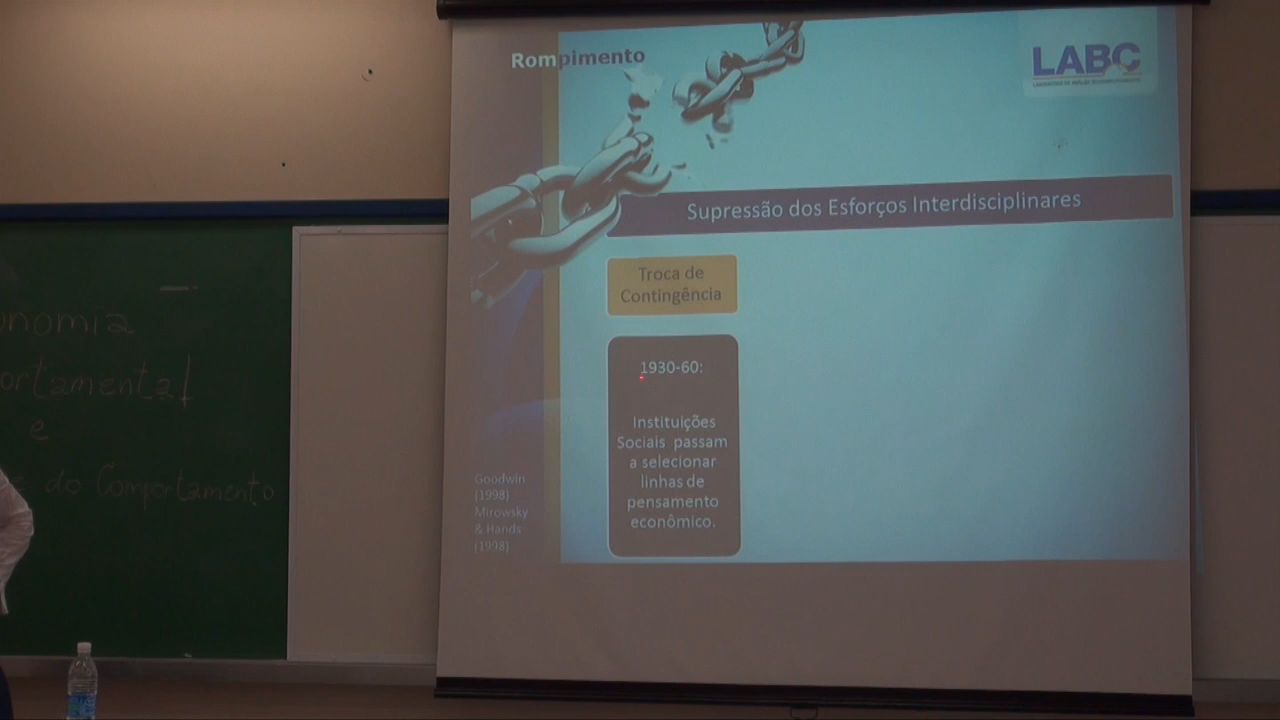 Rompimento
LABC
Supressão dos Esforços Interdisciplinares
Troca de
Contingência
1930-60:
Instituições
Sociais passam
a selecionar
linhas de
pensamento
econômico.
Goodwin
(1998)
Mirowsky
& Hands
(1998)
onomia
ortamental
e
do Comportamento